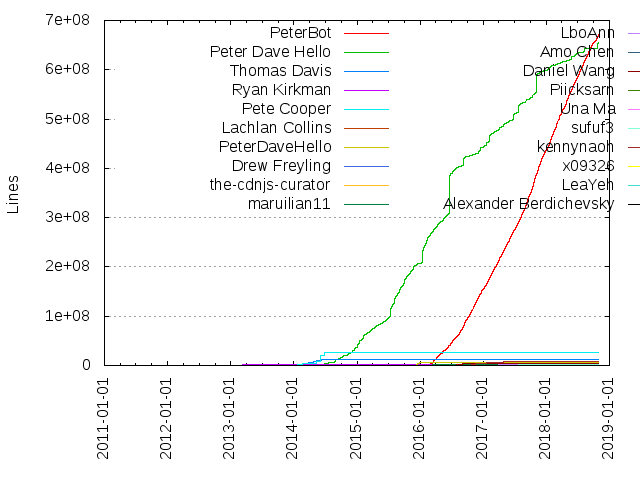 7e+08
6e+08
5e+08
4e+08
3e+08
2e+08
1e+08
0
Lines
PeterBot
Peter Dave Hello
Thomas Davis
Ryan Kirkman
Pete Cooper
Lachlan Collins
PeterDaveHello
Drew Freyling
the-cdnjs-curator
maruilian11
LboAnn
Amo Chen
Daniel Wang
Piicksarn
Una Ma
sufuf3
kennynaoh
x09326
LeaYeh
Alexander Berdichevsky
2011-01-01
2012-01-01
2013-01-01
2014-01-01
2015-01-01
2016-01-01
2017-01-01
2018-01-01
2019-01-01